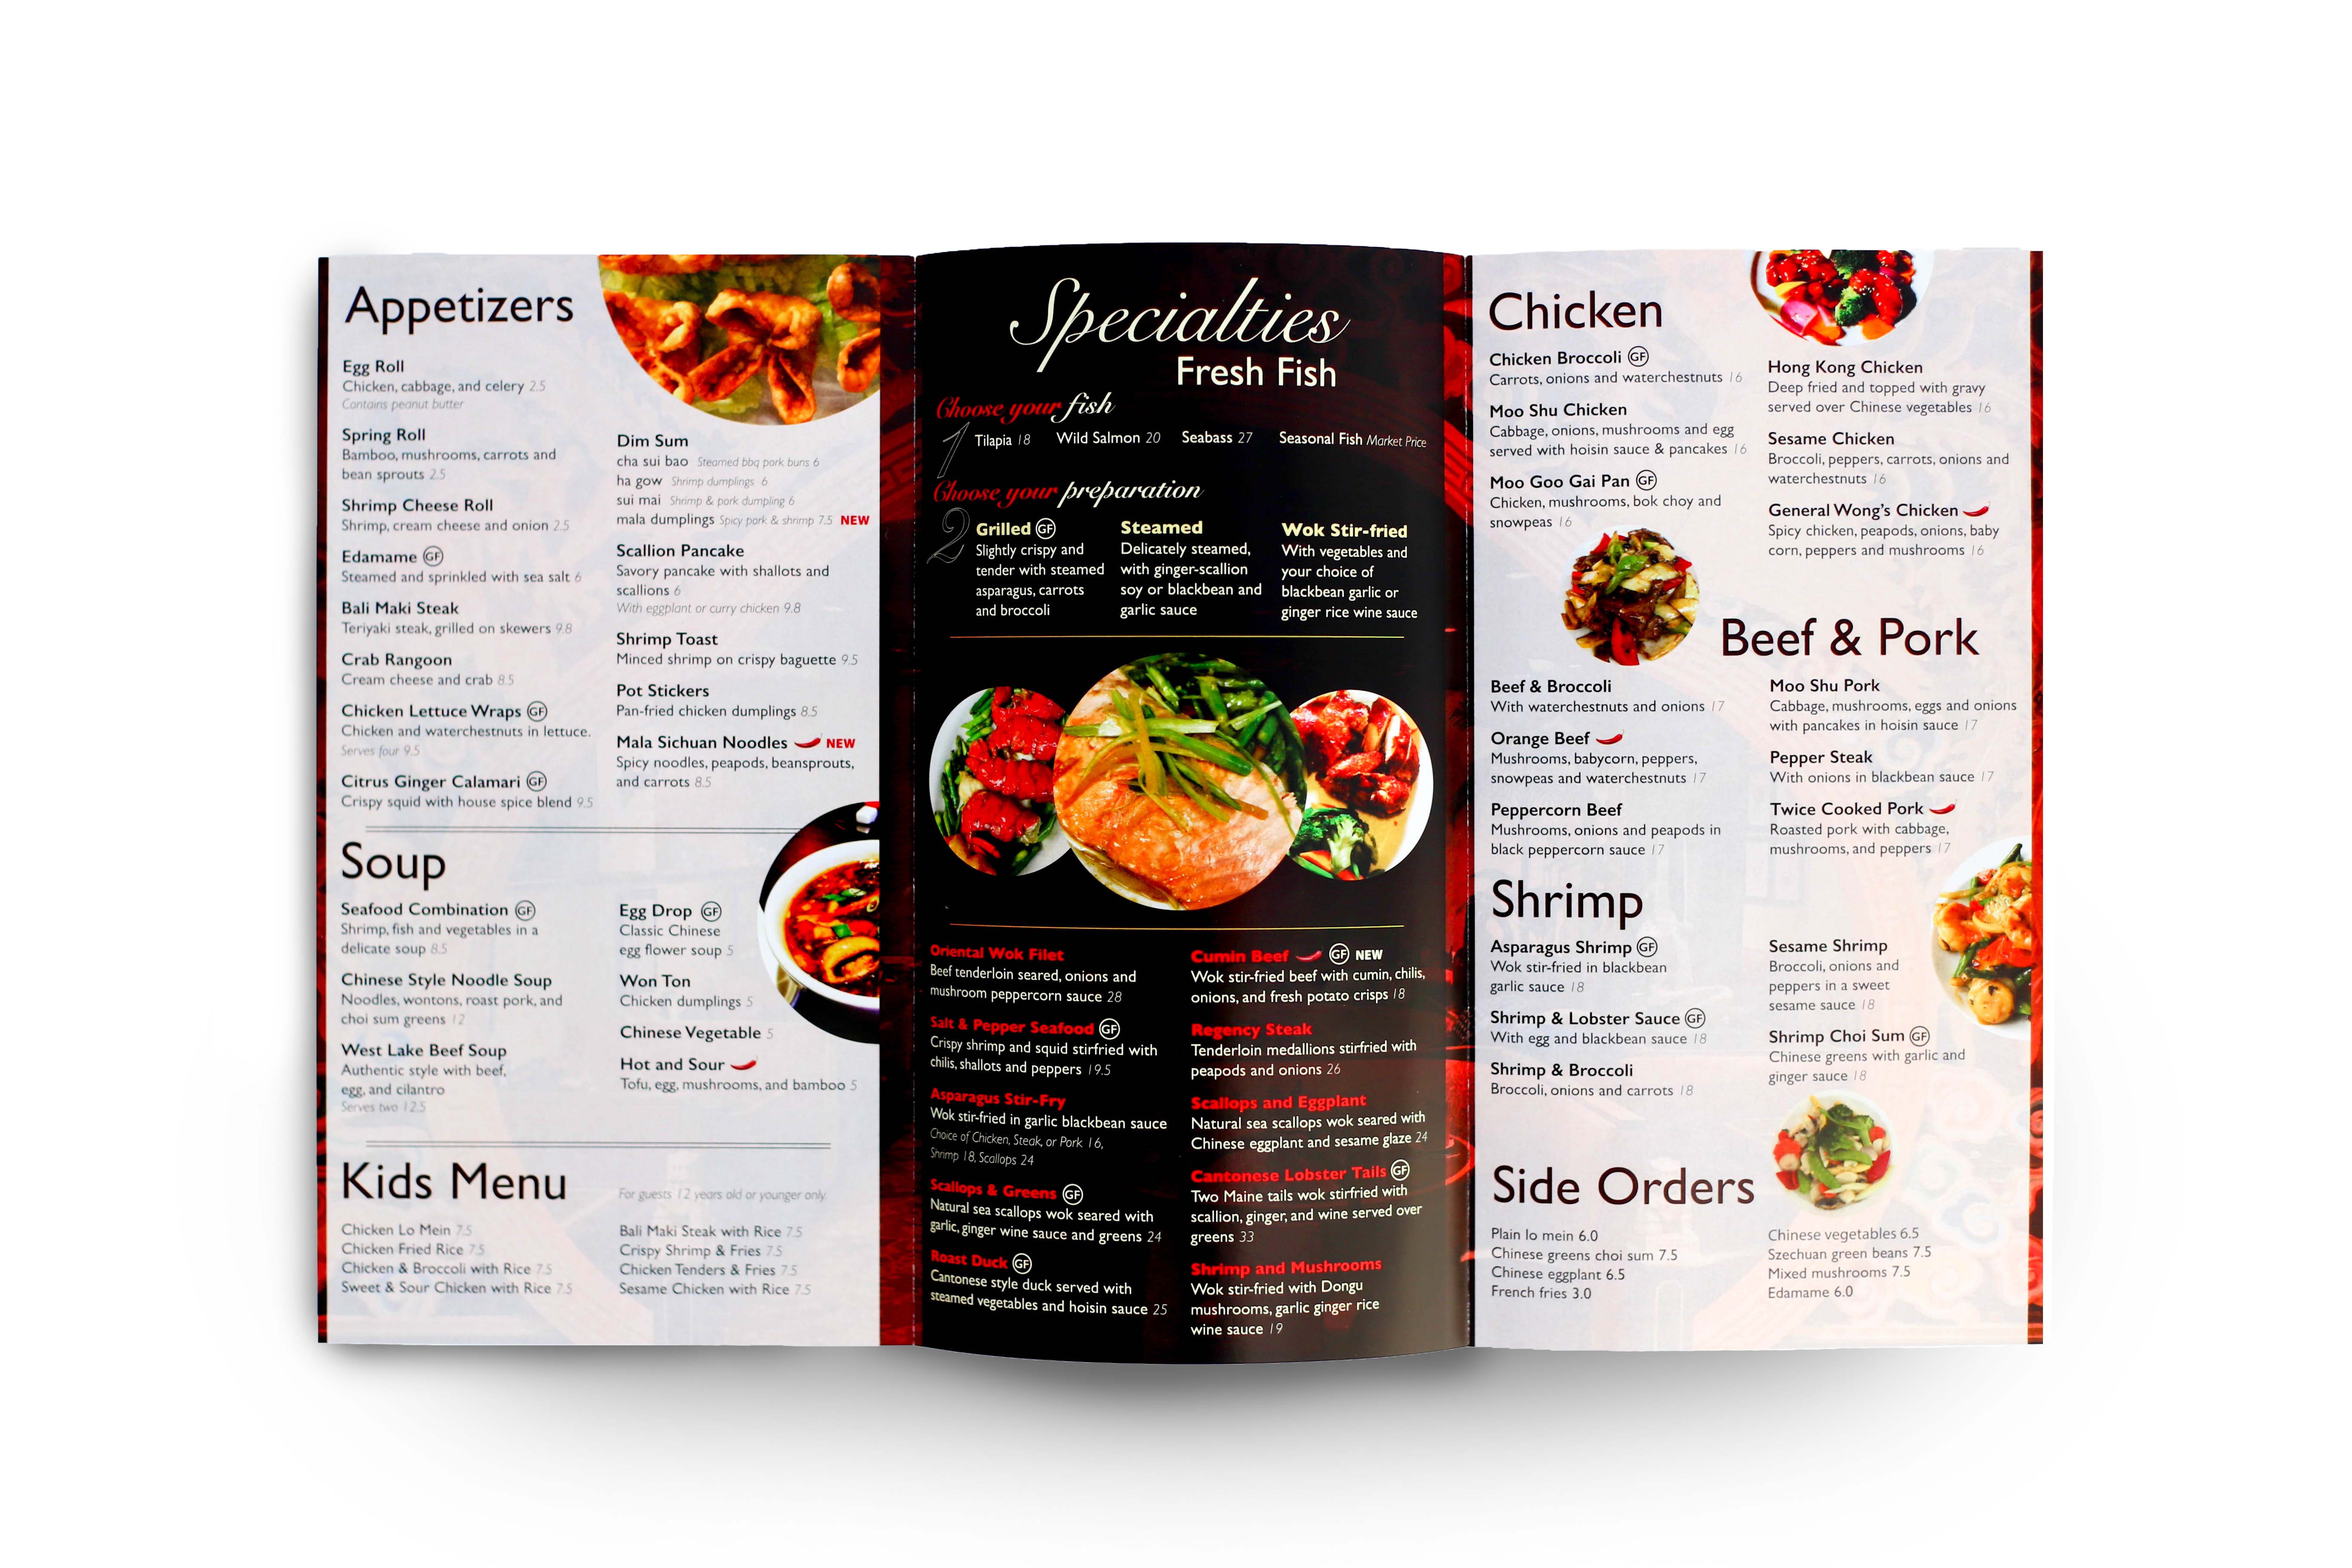 Appetizers
Egg Roll
Chicken, cabbage, and celery 2.5
Contains peanut butter
Spring Roll
Bamboo, mushrooms, carrots and
bean sprouts 2.5
Shrimp Cheese Roll
Shrimp, cream cheese and onion 2.5
Edamame GF
Steamed and sprinkled with sea salt 6
Bali Maki Steak
Teriyaki steak, grilled on skewers 9.8
Crab Rangoon
Cream cheese and crab 8.5
Chicken Lettuce Wraps GF
Chicken and waterchestnuts in lettuce.
Serves four 9.5
Citrus Ginger Calamari GF
Crispy squid with house spice blend 9.5
Dim Sum
cha sui bao Steamed bbq pork buns 6
ha gow Shrimp dumplings 6
sui mai Shrimp & pork dumpling 6
mala dumplings Spicy pork & shrimp 7.5 NEW
Scallion Pancake
Savory pancake with shallots and
scallions 6
With eggplant or curry chicken 9.8
Shrimp Toast
Minced shrimp on crispy baguette 9.5
Pot Stickers
Pan-fried chicken dumplings 8.5
Mala Sichuan Noodles NEW
Spicy noodles, peapods, beansprouts,
and carrots 8.5
Soup
Seafood Combination GF
Shrimp, fish and vegetables in a
delicate soup 8.5
Chinese Style Noodle Soup
Noodles, wontons, roast pork, and
choi sum greens 12
West Lake Beef Soup
Authentic style with beef,
egg, and cilantro
Serves two 12.5
Egg Drop GF
Classic Chinese
egg flower soup 5
Won Ton
Chicken dumplings 5
Chinese Vegetable 5
Hot and Sour
Tofu, egg, mushrooms, and bamboo 5
Kids Menu
For guests 12 years old or younger only.
Chicken Lo Mein 7.5
Chicken Fried Rice 7.5
Chicken & Broccoli with Rice 7.5
Sweet & Sour Chicken with Rice 7.5
Bali Maki Steak with Rice 7.5
Crispy Shrimp & Fries 7.5
Chicken Tenders & Fries 7.5
Sesame Chicken with Rice 7.5
Specialties
Fresh Fish
Choose your fish
1
Tilapia 18 Wild Salmon 20 Seabass 27 Seasonal Fish Market Price
Choose your preparation
2
Grilled GF
Slightly crispy and
tender with steamed
asparagus, carrots
and broccoli
Steamed
Delicately steamed,
with ginger-scallion
soy or blackbean and
garlic sauce
Wok Stir-fried
With vegetables and
your choice of
blackbean garlic or
ginger rice wine sauce
Oriental Wok Filet
Beef tenderloin seared, onions and
mushroom peppercorn sauce 28
Salt & Pepper Seafood GF
Crispy shrimp and squid stirfried with
chilis, shallots and peppers 19.5
Asparagus Stir-Fry
Wok stir-fried in garlic blackbean sauce
Choice of Chicken, Steak, or Pork 16,
Shrimp 18, Scallops 24
Scallops & Greens GF
Natural sea scallops wok seared with
garlic, ginger wine sauce and greens 24
Roast Duck GF
Cantonese style duck served with
steamed vegetables and hoisin sauce 25
Cumin Beef GF NEW
Wok stir-fried beef with cumin, chilis,
onions, and fresh potato crisps 18
Regency Steak
Tenderloin medallions stirfried with
peapods and onions 26
Scallops and Eggplant
Natural sea scallops wok seared with
Chinese eggplant and sesame glaze 24
Cantonese Lobster Tails GF
Two Maine tails wok stirfried with
scallion, ginger, and wine served over
greens 33
Shrimp and Mushrooms
Wok stir-fried with Dongu
mushrooms, garlic ginger rice
wine sauce 19
Chicken
Chicken Broccoli GF
Carrots, onions and waterchestnuts 16
Moo Shu Chicken
Cabbage, onions, mushrooms and egg
served with hoisin sauce & pancakes 16
Moo Goo Gai Pan GF
Chicken, mushrooms, bok choy and
snowpeas 16
Hong Kong Chicken
Deep fried and topped with gravy
served over Chinese vegetables 16
Sesame Chicken
Broccoli, peppers, carrots, onions and
waterchestnuts 16
General Wong's Chicken
Spicy chicken, peapods, onions, baby
corn, peppers and mushrooms 16
Beef & Pork
Beef & Broccoli
With waterchestnuts and onions 17
Orange Beef
Mushrooms, babycorn, peppers,
snowpeas and waterchestnuts 17
Peppercorn Beef
Mushrooms, onions and peapods in
black peppercorn sauce 17
Moo Shu Pork
Cabbage, mushrooms, eggs and onions
with pancakes in hoisin sauce 17
Pepper Steak
With onions in blackbean sauce 17
Twice Cooked Pork
Roasted pork with cabbage,
mushrooms, and peppers 17
Shrimp
Asparagus Shrimp GF
Wok stir-fried in blackbean
garlic sauce 18
Shrimp & Lobster Sauce GF
With egg and blackbean sauce 18
Shrimp & Broccoli
Broccoli, onions and carrots 18
Sesame Shrimp
Broccoli, onions and
peppers in a sweet
sesame sauce 18
Shrimp Choi Sum GF
Chinese greens with garlic and
ginger sauce 18
Side Orders
Plain lo mein 6.0
Chinese greens choi sum 7.5
Chinese eggplant 6.5
French fries 3.0
Chinese vegetables 6.5
Szechuan green beans 7.5
Mixed mushrooms 7.5
Edamame 6.0